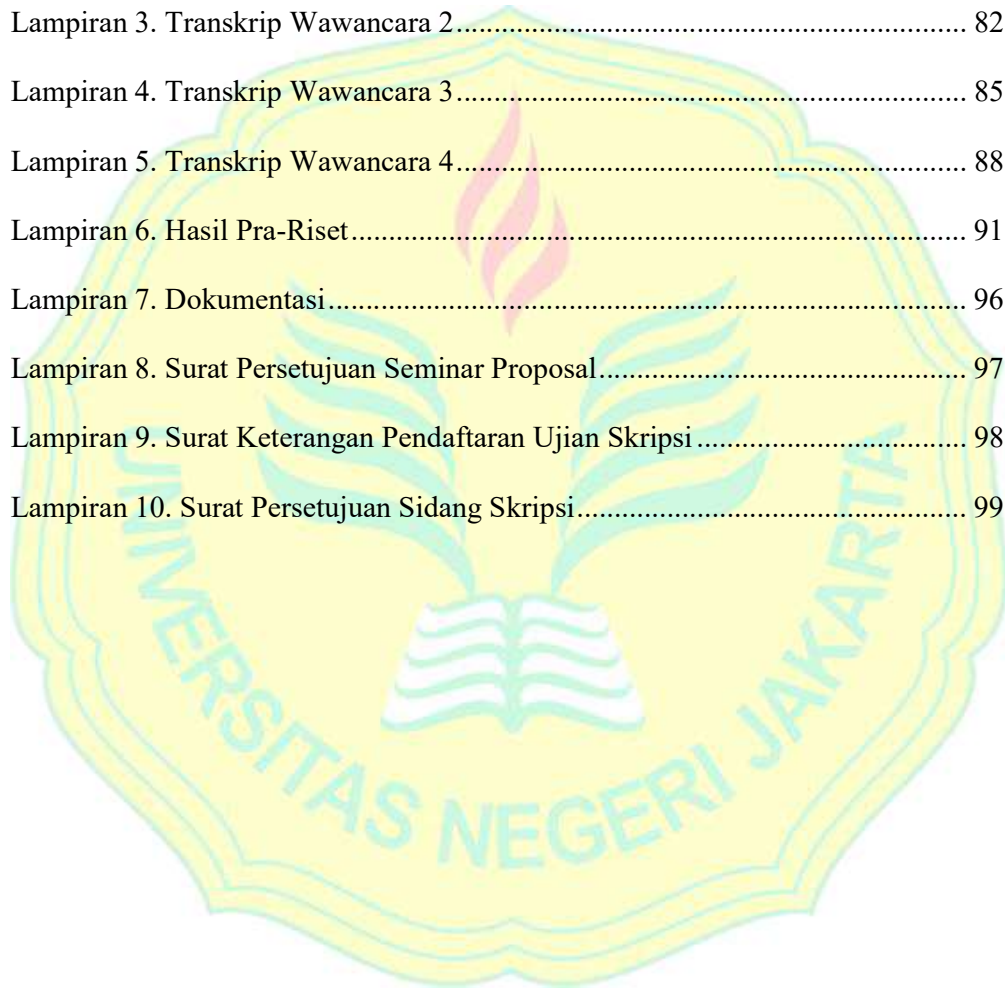 Lampiran 3. Transkrip Wawancara 2........................................................................ 82
Lampiran 4. Transkrip Wawancara 3........................................................................ 85
Lampiran 5. Transkrip Wawancara 4........................................................................ 88
Lampiran 6. Hasil Pra-Riset....................................................................................... 91
Lampiran 7. Dokumentasi.......................................................................................... 96
Lampiran 8. Surat Persetujuan Seminar Proposal.................................................... 97
Lampiran 9. Surat Keterangan Pendaftaran Ujian Skripsi....................................... 98
Lampiran 10. Surat Persetujuan Sidang Skripsi....................................................... 99
UNIVERSITAS NEGERI JAKARTA